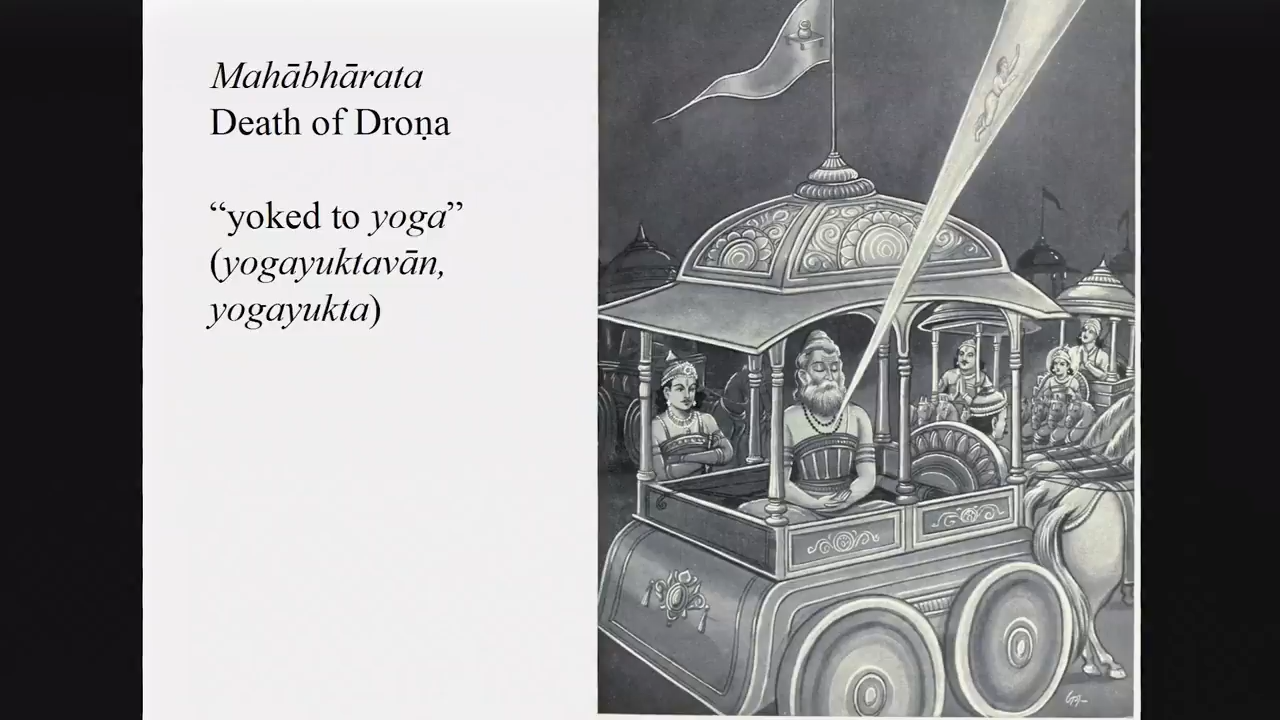 Mahābhārata
Death of Droṇa
“yoked to yoga”
(yogayuktavān,
yogayukta)